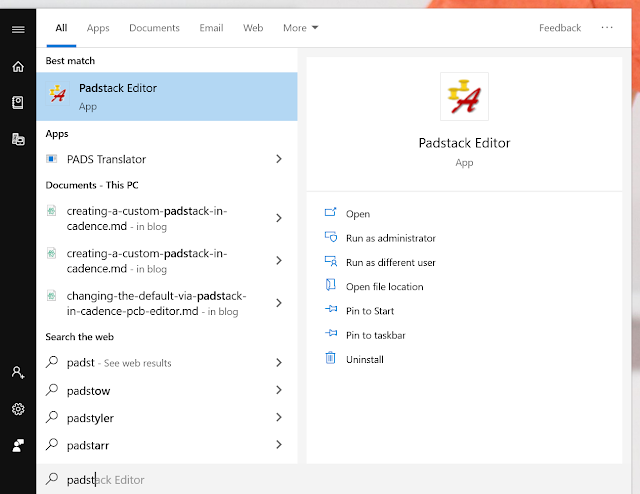 All Apps Documents Email Web More Feedback ...
Best match
Padstack Editor
App
Apps
PADS Translator
Documents - This PC
creating-a-custom-padstack-in-
cadence.md - in blog
creating-a-custom-padstack-in-
cadence.md - in blog
changing-the-default-via-padstack-
in-cadence-pcb-editor.md - in blog
Search the web
padst - See web results
padstow
padstyler
padstarr
padstack Editor
Padstack Editor
App
Open
Run as administrator
Run as different user
Open file location
Pin to Start
Pin to taskbar
Uninstall